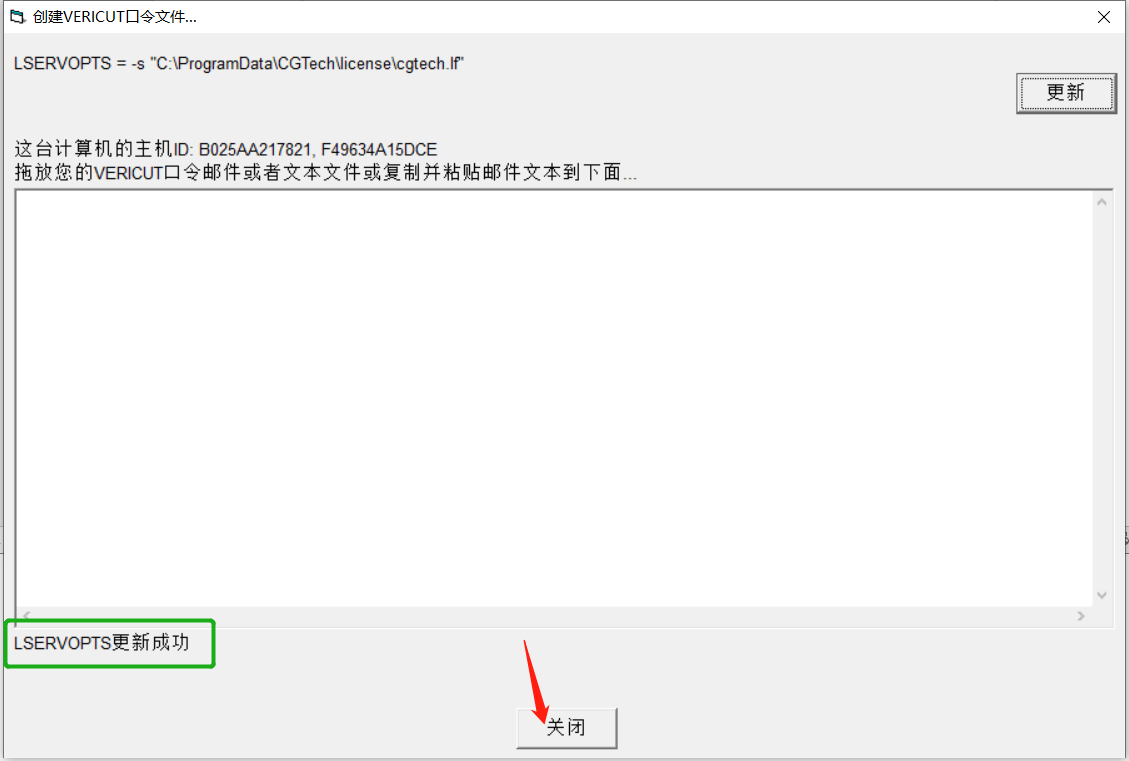 创建VERICUT口令文件...
LSERVOPTS = -s "C:\ProgramData\CGTech\license\cgtech.lf"
更新
这台计算机的主机ID: B025AA217821, F49634A15DCE
拖放您的VERICUT口令邮件或者文本文件或复制并粘贴邮件文本到下面...
LSERVOPTS更新成功
关闭